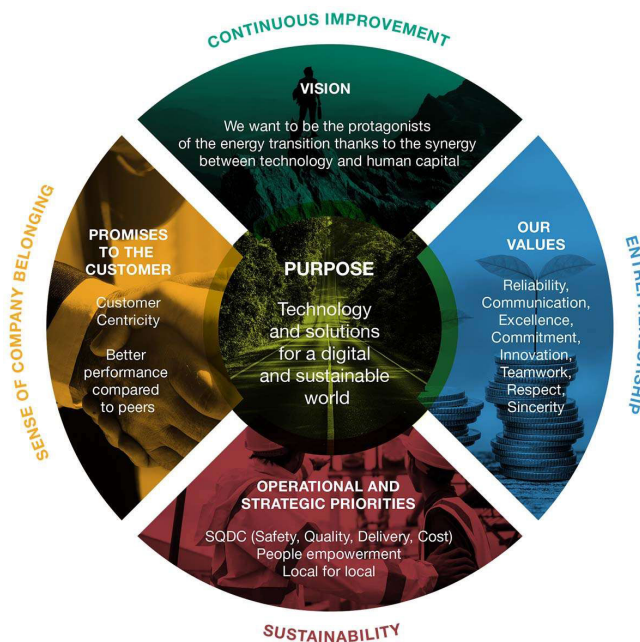 CONTINUOUS IMPROVEMENT
VISION
We want to be the protagonists
of the energy transition thanks to the synergy
between technology and human capital
SENSE OF COMPANY BELONGING
PROMISES
TO THE
CUSTOMER
Customer
Centricity
Better
performance
compared
to peers
PURPOSE
Technology
and solutions
for a digital
and sustainable
world
OUR
VALUES
Reliability,
Communication,
Excellence,
Commitment,
Innovation,
Teamwork,
Respect,
Sincerity
OPERATIONAL AND
STRATEGIC PRIORITIES
SQDC (Safety, Quality, Delivery, Cost)
People empowerment
Local for local
SUSTAINABILITY